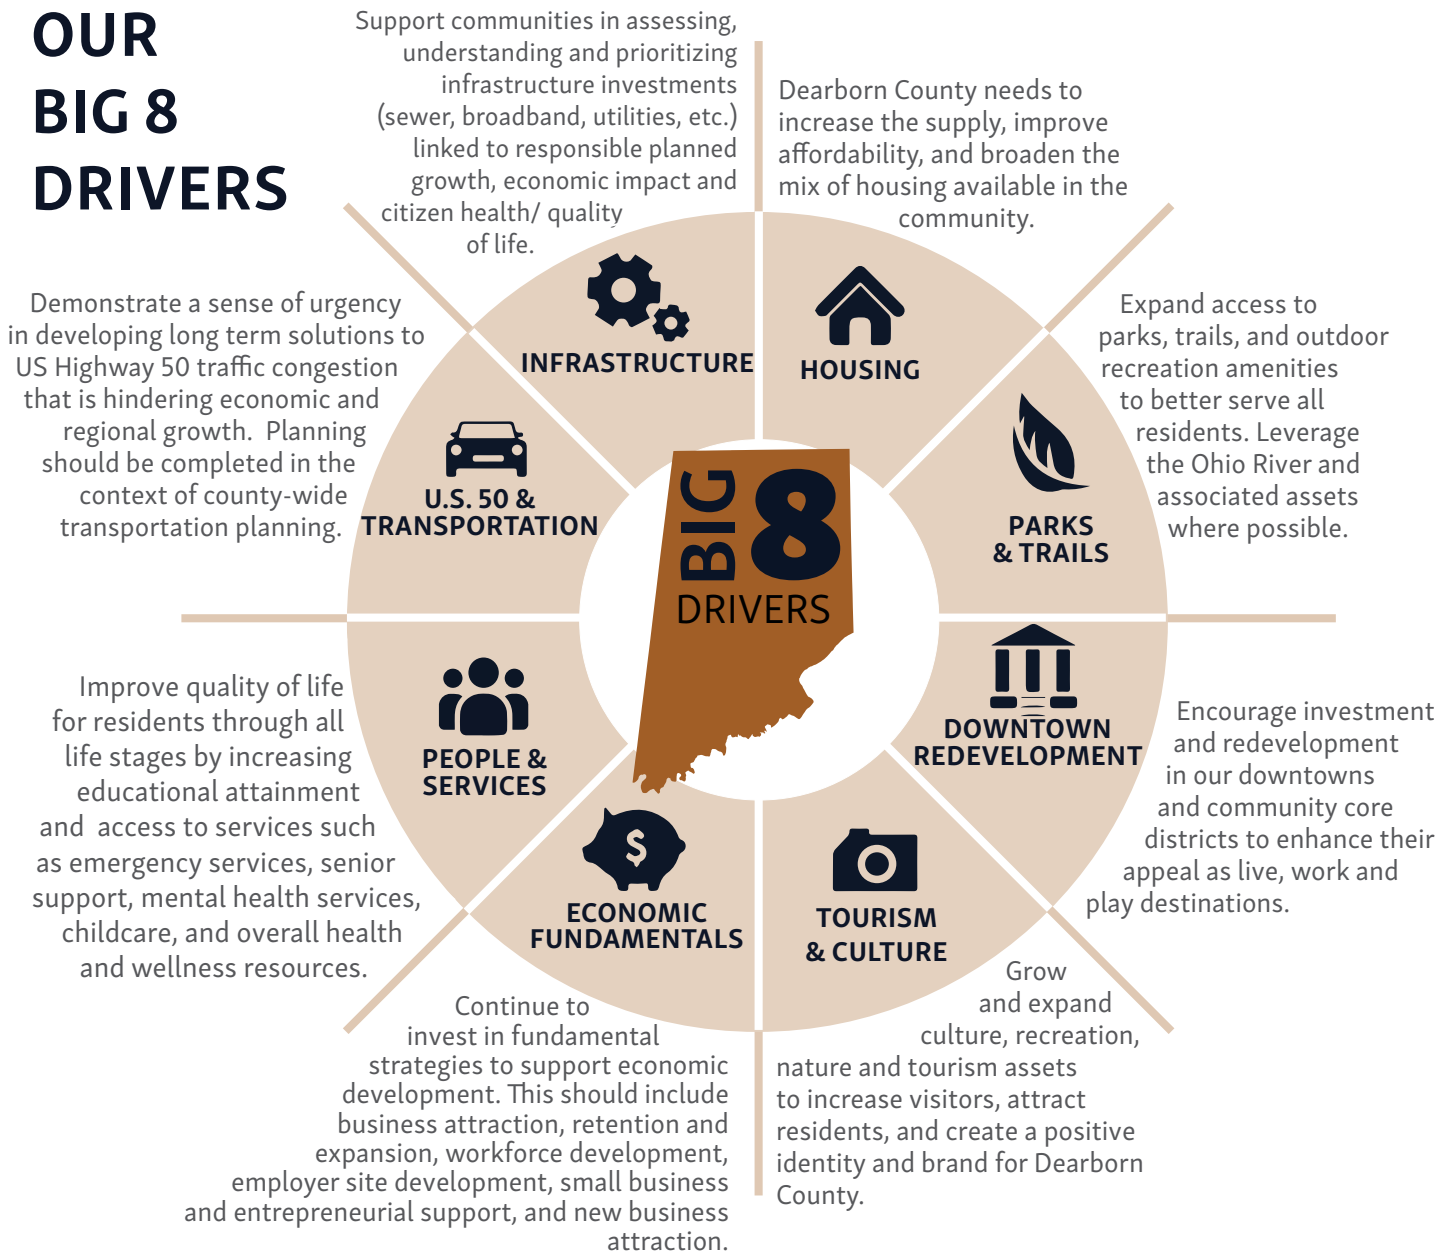 OUR
BIG 8
DRIVERS
Support communities in assessing,
understanding and prioritizing
infrastructure investments
(sewer, broadband, utilities, etc.)
linked to responsible planned
growth, economic impact and
citizen health/ quality
of life.
INFRASTRUCTURE
Dearborn County needs to
increase the supply, improve
affordability, and broaden the
mix of housing available in the
community.
HOUSING
Expand access to
parks, trails, and outdoor
recreation amenities
to better serve all
residents. Leverage
the Ohio River and
associated assets
where possible.
PARKS
& TRAILS
Encourage investment
and redevelopment
in our downtowns
and community core
districts to enhance their
appeal as live, work and
play destinations.
DOWNTOWN
REDEVELOPMENT
TOURISM
& CULTURE
Grow
and expand
culture, recreation,
nature and tourism assets
to increase visitors, attract
residents, and create a positive
identity and brand for Dearborn
County.
$
ECONOMIC
FUNDAMENTALS
Continue to
invest in fundamental
strategies to support economic
development. This should include
business attraction, retention and
expansion, workforce development,
employer site development, small business
and entrepreneurial support, and new business
attraction.
PEOPLE &
SERVICES
Improve quality of life
for residents through all
life stages by increasing
educational attainment
and  access to services such
as emergency services, senior
support, mental health services,
childcare, and overall health
and wellness resources.
Demonstrate a sense of urgency
in developing long term solutions to
US Highway 50 traffic congestion
that is hindering economic and
regional growth.  Planning
should be completed in the
context of county-wide
transportation planning.
U.S. 50 &
TRANSPORTATION
BIG 8
DRIVERS